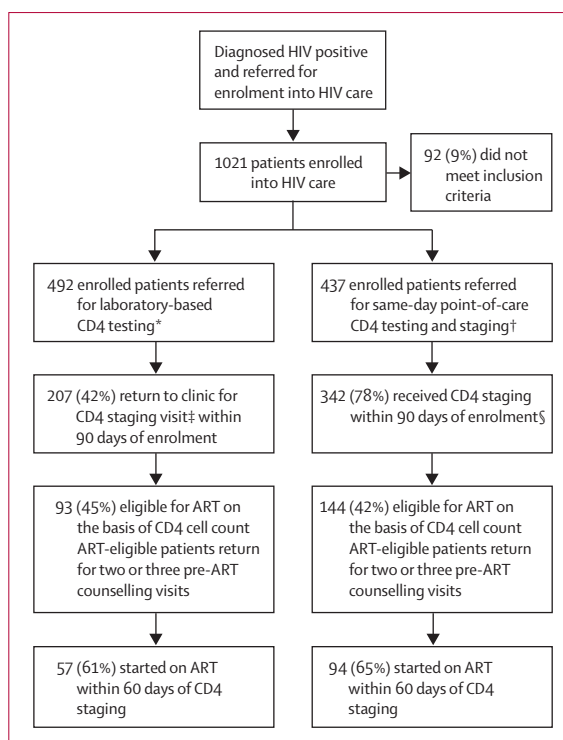 Diagnosed HIV positive
and referred for
enrolment into HIV care
1021 patients enrolled
into HIV care
92 (9%) did not
meet inclusion
criteria
492 enrolled patients referred
for laboratory-based
CD4 testing*
437 enrolled patients referred
for same-day point-of-care
CD4 testing and staging†
207 (42%) return to clinic for
CD4 staging visit‡ within
90 days of enrolment
342 (78%) received CD4 staging
within 90 days of enrolment§
93 (45%) eligible for ART on
the basis of CD4 cell count
ART-eligible patients return
for two or three pre-ART
counselling visits
144 (42%) eligible for ART on
the basis of CD4 cell count
ART-eligible patients return
for two or three pre-ART
counselling visits
57 (61%) started on ART
within 60 days of CD4
staging
94 (65%) started on ART
within 60 days of CD4
staging